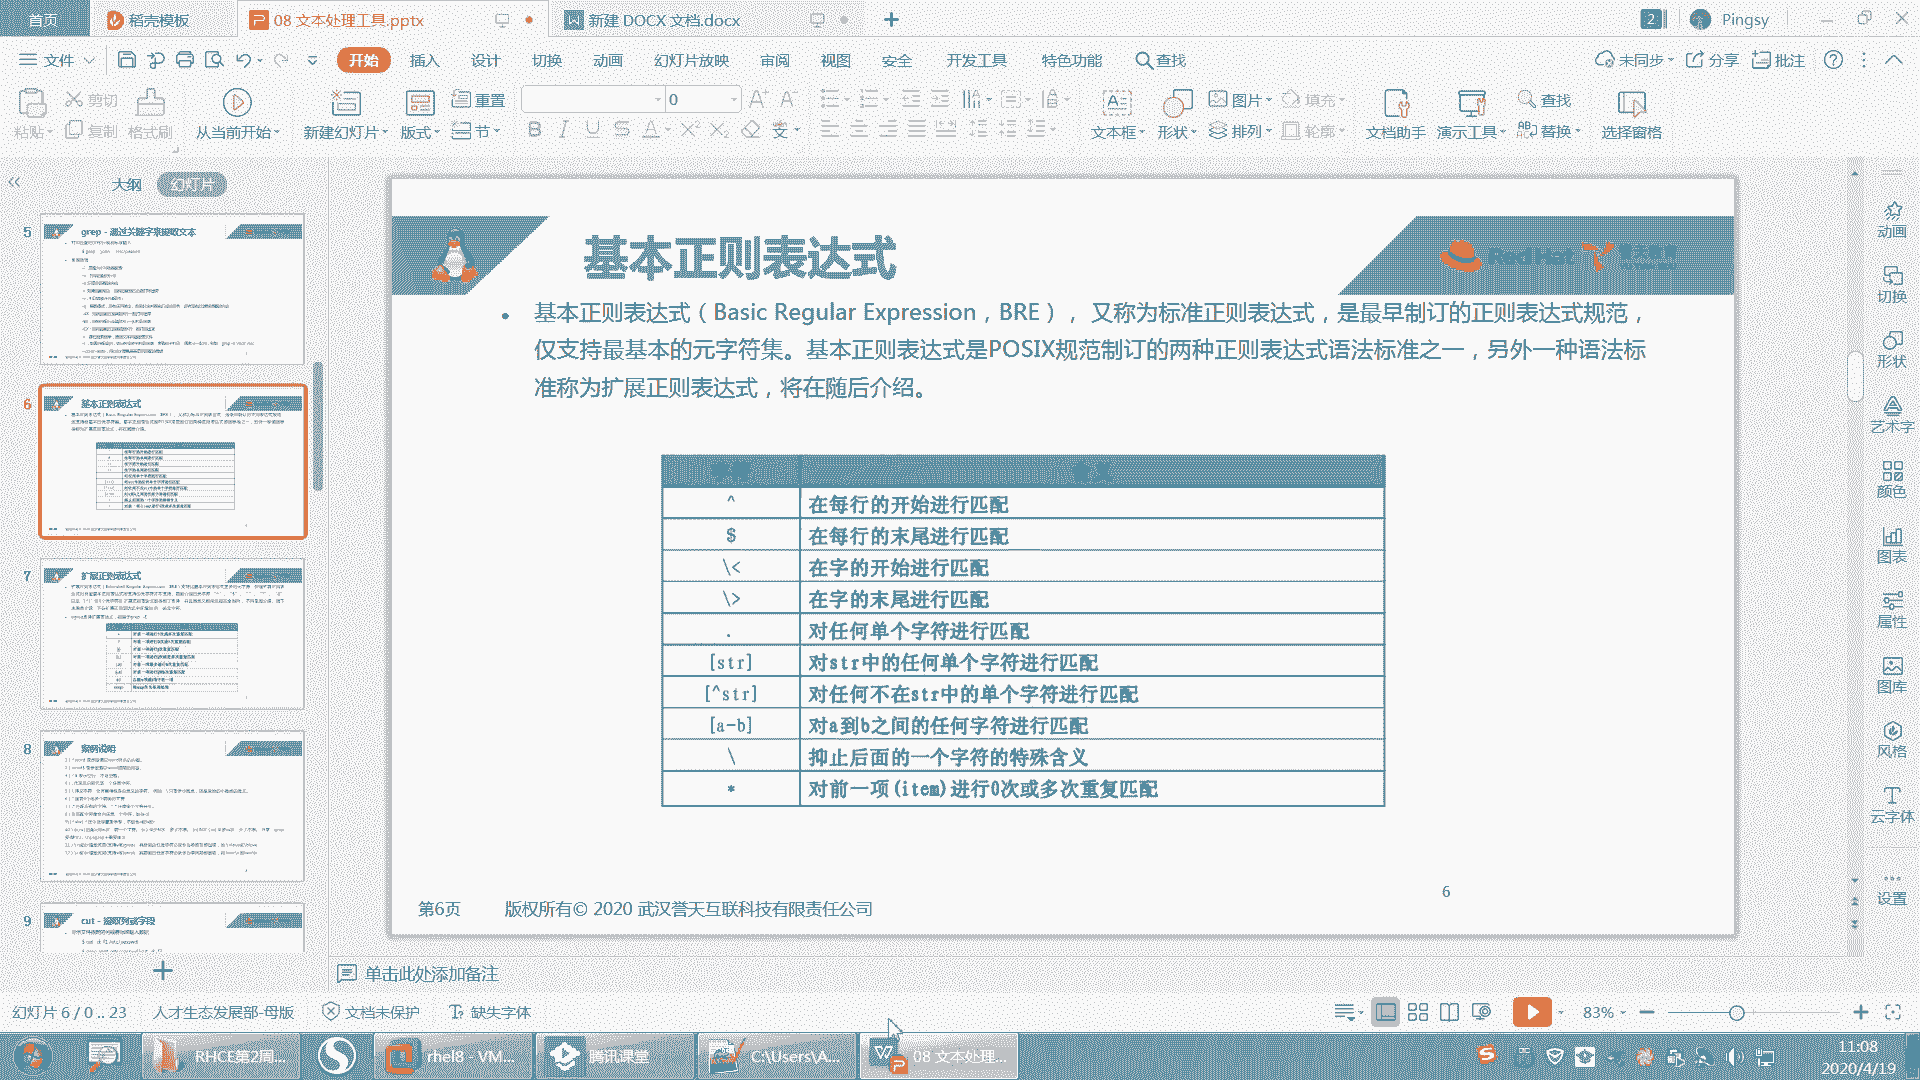 首页
稻壳模板
08 文本处理工具.pptx
新建 DOCX 文档.docx
2
Pingsy
文件
开始
插入
设计
切换
动画
幻灯片放映
审阅
视图
安全
开发工具
特色功能
查找
未同步
分享
批注
粘贴
剪切
复制
格式刷
从当前开始
新建幻灯片
版式
重置
节
0
文本框
形状
图片
排列
填充
轮廓
文档助手
演示工具
查找
替换
选择窗格
大纲
幻灯片
5
grep - 通过关键字来提取文本
6
基本正则表达式
7
扩展正则表达式
8
案例说明
9
cut - 提取列或字段
基本正则表达式
Red Hat
基本正则表达式（Basic Regular Expression，BRE），又称为标准正则表达式，是最早制订的正则表达式规范，
仅支持最基本的元字符集。基本正则表达式是POSIX规范制订的两种正则表达式语法标准之一，另外一种语法标
准称为扩展正则表达式，将在随后介绍。
^ 在每行的开始进行匹配
$ 在每行的末尾进行匹配
\< 在字的开始进行匹配
\> 在字的末尾进行匹配
. 对任何单个字符进行匹配
[str] 对str中的任何单个字符进行匹配
[^str] 对任何不在str中的单个字符进行匹配
[a-b] 对a到b之间的任何字符进行匹配
\ 抑止后面的一个字符的特殊含义
* 对前一项(item)进行0次或多次重复匹配
6
第6页
版权所有© 2020 武汉誉天互联科技有限责任公司
动画
切换
形状
艺术字
颜色
图表
属性
图库
风格
云字体
设置
单击此处添加备注
幻灯片 6 / 0 .. 23
人才生态发展部-母版
文档未保护
缺失字体
83%
RHCE第2周...
rhel8 - VM...
腾讯课堂
C:\Users\A...
08 文本处理...
11:08
2020/4/19